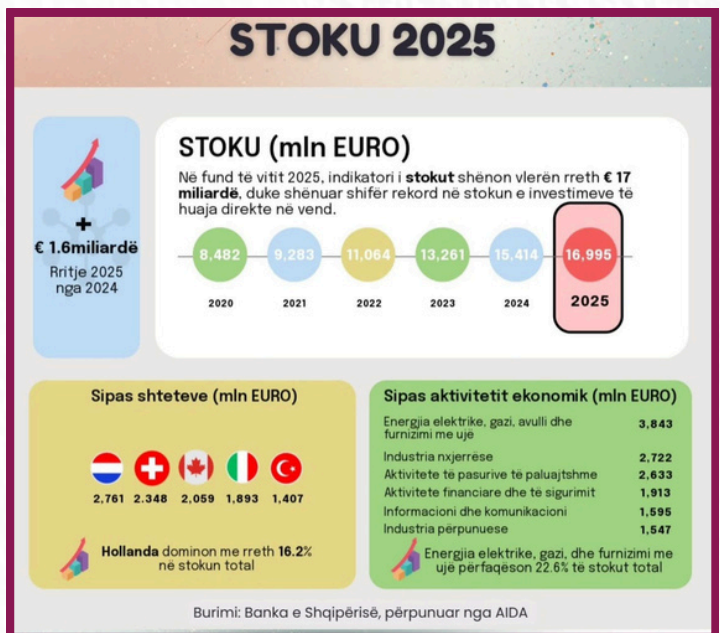 STOKU 2025
+
€ 1.6miliardë
Rritje 2025
nga 2024
STOKU (mln EURO)
Në fund të vitit 2025, indikatori i stokut shënon vlerën rreth € 17
miliardë, duke shënuar shifër rekord në stokun e investimeve të
huaja direkte në vend.
8,482 9,283 11,064 13,261 15,414 16,995
2020 2021 2022 2023 2024 2025
Sipas shteteve (mln EURO)
2,761 2.348 2,059 1,893 1,407
Hollanda dominon me rreth 16.2%
në stokun total
Sipas aktivitetit ekonomik (mln EURO)
Energjia elektrike, gazi, avulli dhe
furnizimi me ujë 3,843
Industria nxjerrëse 2,722
Aktivitete të pasurive të paluajtshme 2,633
Aktivitete financiare dhe të sigurimit 1,913
Informacioni dhe komunikacioni 1,595
Industria përpunuese 1,547
Energjia elektrike, gazi, dhe furnizimi me
ujë përfaqëson 22.6% të stokut total
Burimi: Banka e Shqipërisë, përpunuar nga AIDA